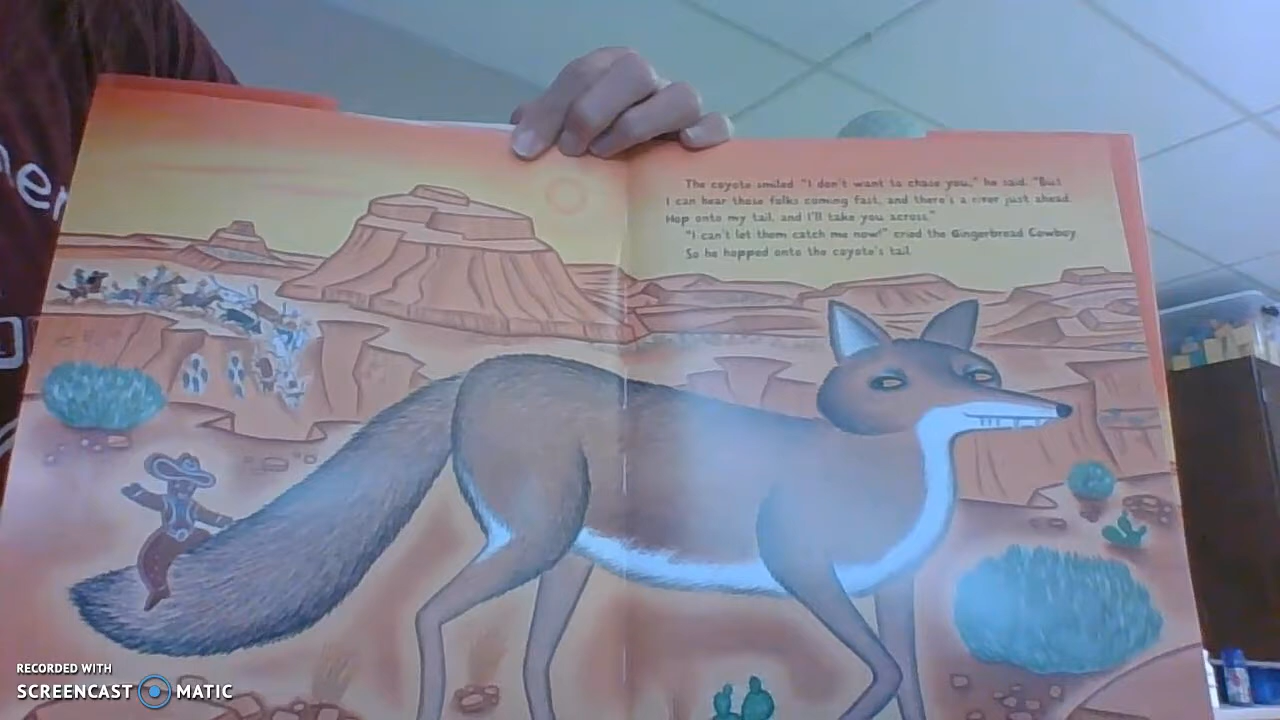 The coyote smiled "I don't want to chase you," he said. "But
I can hear those folks coming fast, and there's a river just ahead.
Hop onto my tail, and I'll take you across."
"I can't let them catch me now!" cried the Gingerbread Cowboy.
So he hopped onto the coyote's tail.
RECORDED WITH
SCREENCAST MATIC